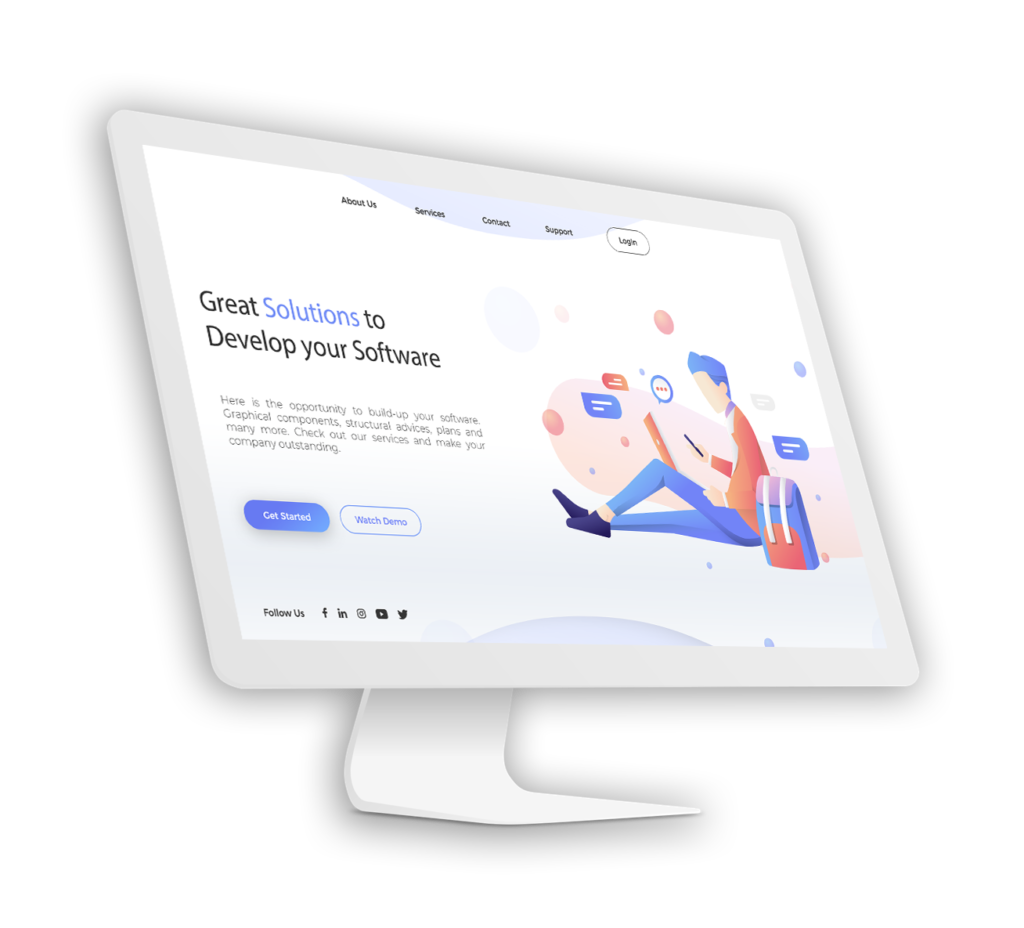 About Us Services Contact Support Login
Great Solutions to
Develop your Software
Here is the opportunity to build-up your software.
Graphical components, structural advices, plans and
many more. Check out our services and make your
company outstanding.
Get Started Watch Demo
Follow Us